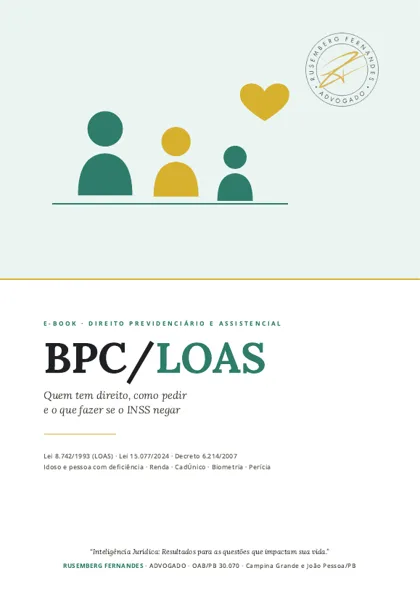 RUSEMBERG FERNANDES
ADVOGADO
E-BOOK · DIREITO PREVIDENCIÁRIO E ASSISTENCIAL
BPC/LOAS
Quem tem direito, como pedir
e o que fazer se o INSS negar
Lei 8.742/1993 (LOAS) · Lei 15.077/2024 · Decreto 6.214/2007
Idoso e pessoa com deficiência · Renda · CadÚnico · Biometria · Perícia
"Inteligência Jurídica: Resultados para as questões que impactam sua vida."
RUSEMBERG FERNANDES · ADVOGADO · OAB/PB 30.070 · Campina Grande e João Pessoa/PB